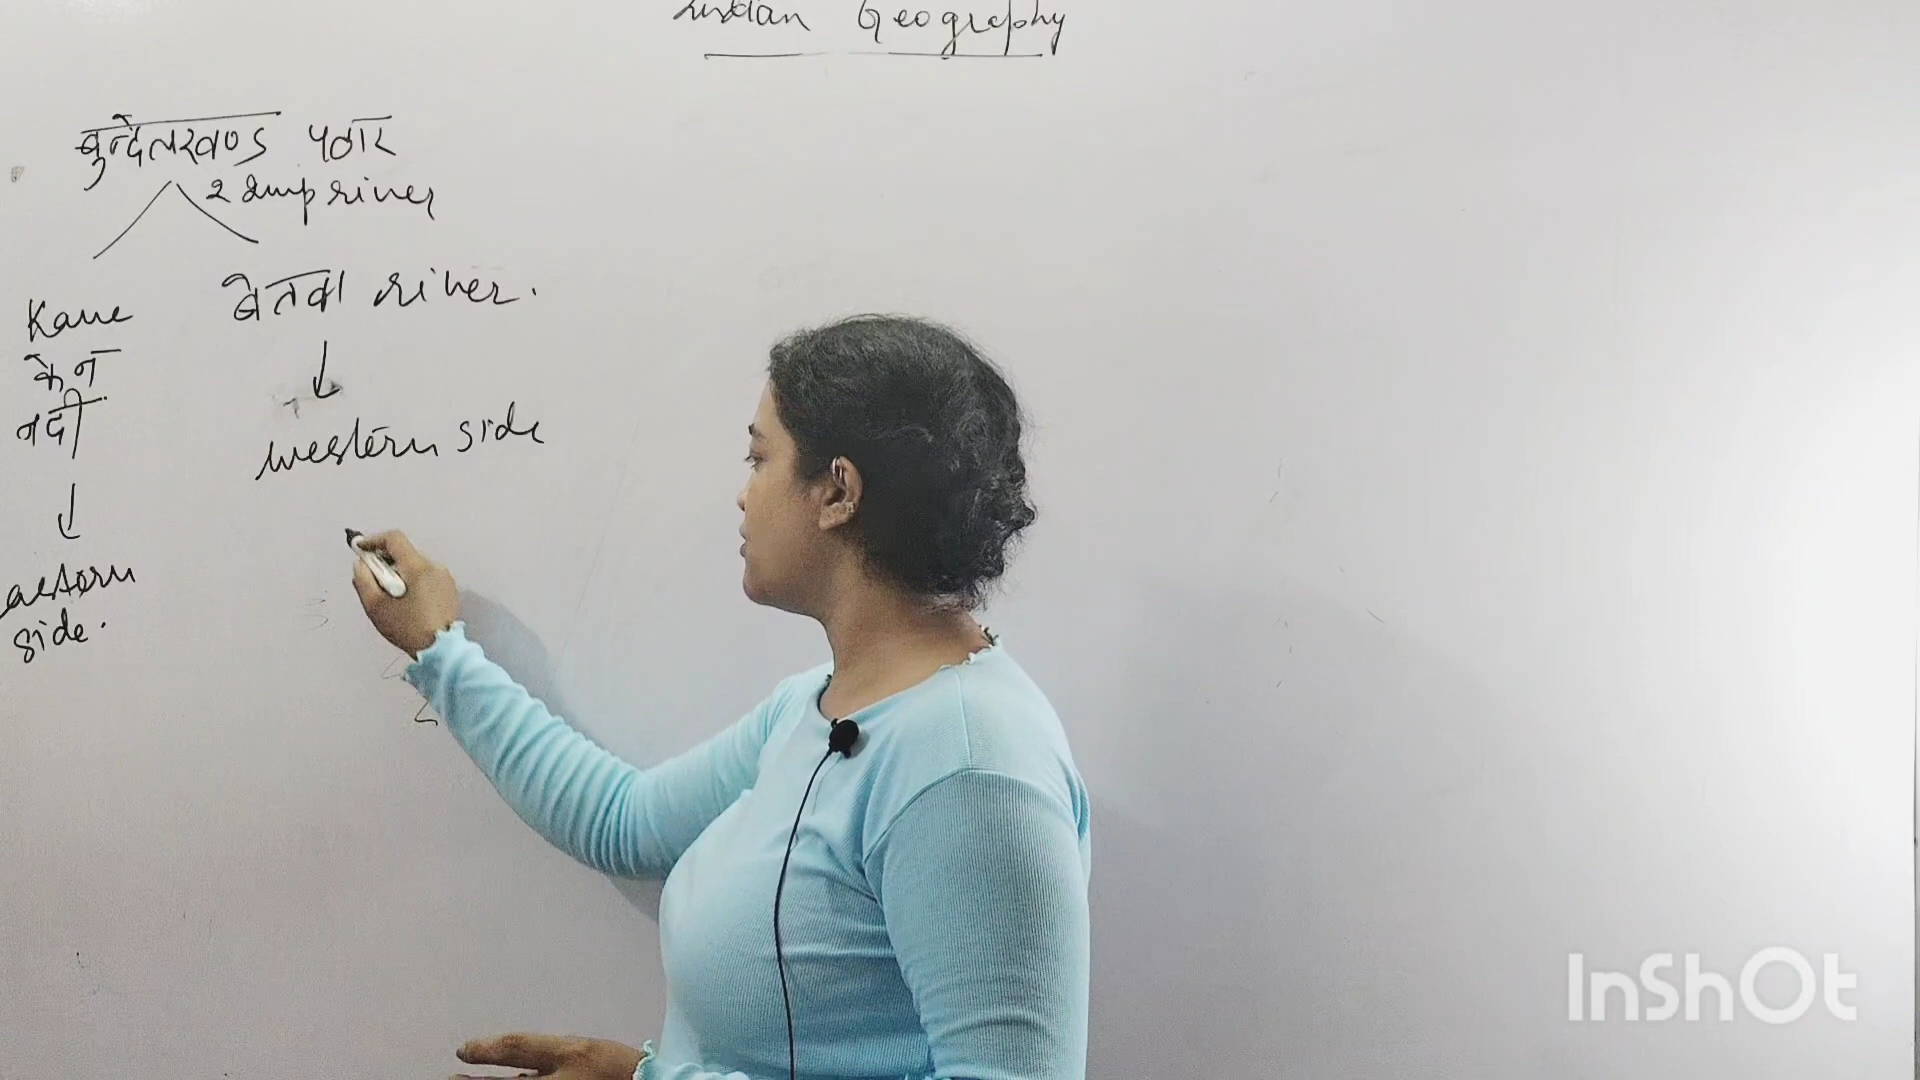 Indian Geography
बुन्देलखण्ड पठार
2 Imp river
Kane
केन
नदी
↓
eastern
side.
बेतवा river.
↓
western side
InShOt